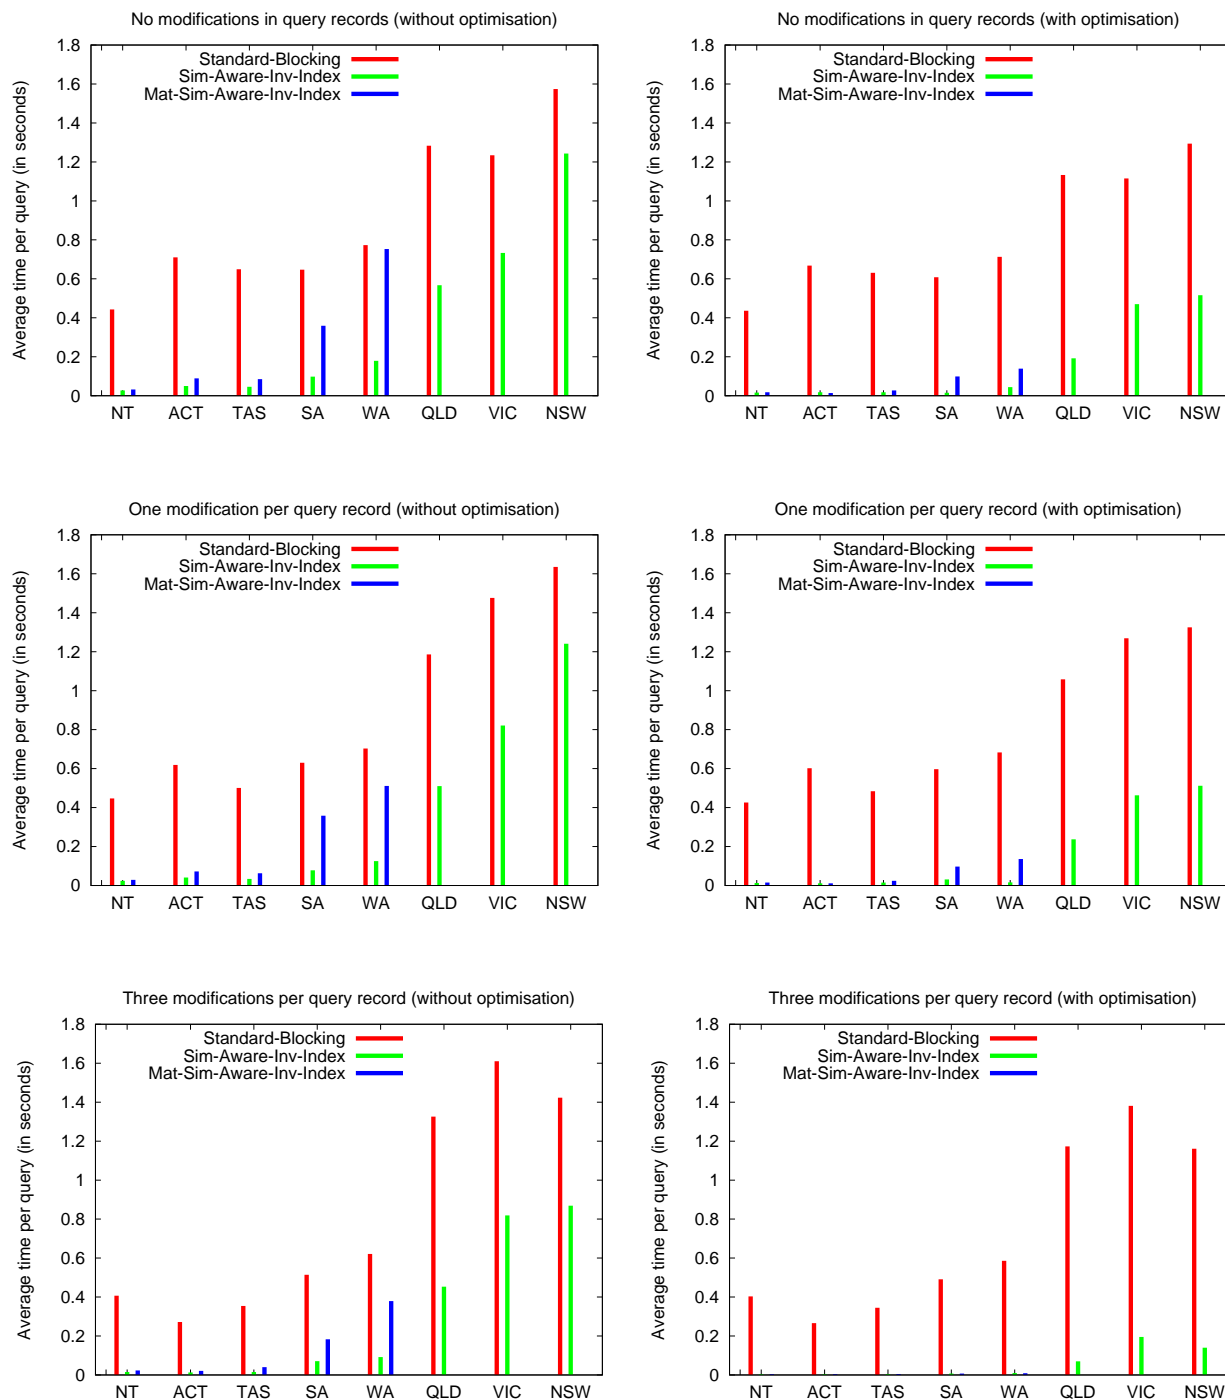 No modifications in query records (without optimisation)
Average time per query (in seconds)
1.8
1.6
1.4
1.2
1
0.8
0.6
0.4
0.2
0
Standard-Blocking
Sim-Aware-Inv-Index
Mat-Sim-Aware-Inv-Index
NT ACT TAS SA WA QLD VIC NSW
No modifications in query records (with optimisation)
Average time per query (in seconds)
1.8
1.6
1.4
1.2
1
0.8
0.6
0.4
0.2
0
Standard-Blocking
Sim-Aware-Inv-Index
Mat-Sim-Aware-Inv-Index
NT ACT TAS SA WA QLD VIC NSW
One modification per query record (without optimisation)
Average time per query (in seconds)
1.8
1.6
1.4
1.2
1
0.8
0.6
0.4
0.2
0
Standard-Blocking
Sim-Aware-Inv-Index
Mat-Sim-Aware-Inv-Index
NT ACT TAS SA WA QLD VIC NSW
One modification per query record (with optimisation)
Average time per query (in seconds)
1.8
1.6
1.4
1.2
1
0.8
0.6
0.4
0.2
0
Standard-Blocking
Sim-Aware-Inv-Index
Mat-Sim-Aware-Inv-Index
NT ACT TAS SA WA QLD VIC NSW
Three modifications per query record (without optimisation)
Average time per query (in seconds)
1.8
1.6
1.4
1.2
1
0.8
0.6
0.4
0.2
0
Standard-Blocking
Sim-Aware-Inv-Index
Mat-Sim-Aware-Inv-Index
NT ACT TAS SA WA QLD VIC NSW
Three modifications per query record (with optimisation)
Average time per query (in seconds)
1.8
1.6
1.4
1.2
1
0.8
0.6
0.4
0.2
0
Standard-Blocking
Sim-Aware-Inv-Index
Mat-Sim-Aware-Inv-Index
NT ACT TAS SA WA QLD VIC NSW